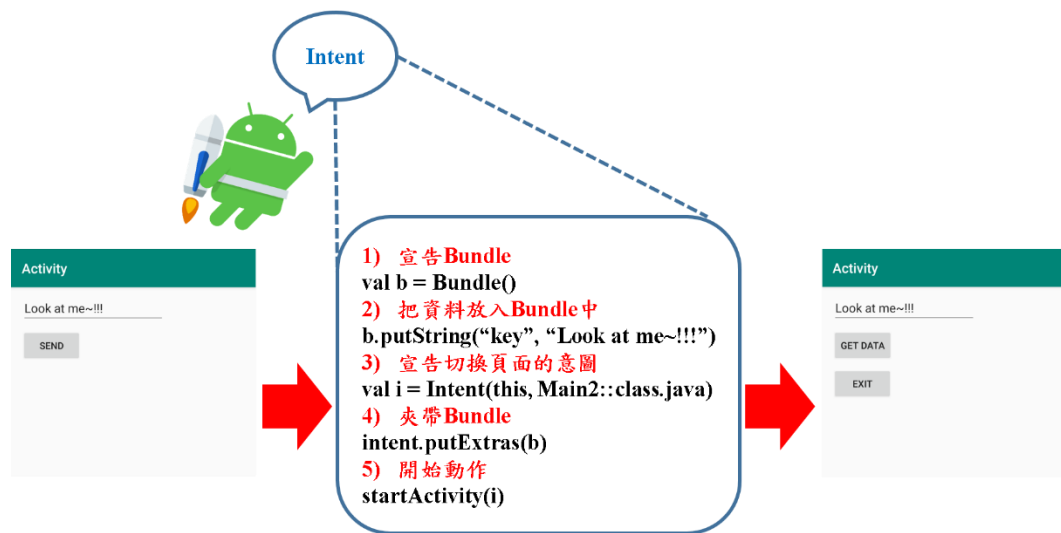 Intent
Activity
Look at me~!!!
SEND
1) 宣告Bundle
val b = Bundle()
2) 把資料放入Bundle中
b.putString(“key”, “Look at me~!!!”)
3) 宣告切換頁面的意圖
val i = Intent(this, Main2::class.java)
4) 夾帶Bundle
intent.putExtras(b)
5) 開始動作
startActivity(i)
Activity
Look at me~!!!
GET DATA
EXIT